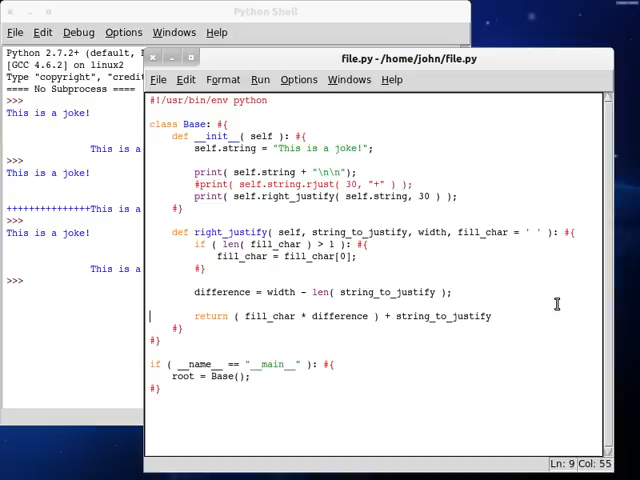 Python Shell
File Edit Debug Options Windows Help
Python 2.7.2+ (default,
[GCC 4.6.2] on linux2
Type "copyright", "credit
==== No Subprocess ====
>>>
This is a joke!
This is a
>>>
This is a joke!
+++++++++++++++This is a
>>>
This is a joke!
This is a
>>>
file.py - /home/john/file.py
File Edit Format Run Options Windows Help
#!/usr/bin/env python
class Base: #{
def __init__( self ): #{
self.string = "This is a joke!";
print( self.string + "\n\n");
#print( self.string.rjust( 30, "+" ) );
print( self.right_justify( self.string, 30 ) );
#}
def right_justify( self, string_to_justify, width, fill_char = ' ' ): #{
if ( len( fill_char ) > 1 ): #{
fill_char = fill_char[0];
#}
difference = width - len( string_to_justify );
return ( fill_char * difference ) + string_to_justify
#}
#}
if ( __name__ == "__main__" ): #{
root = Base();
#}
Ln: 9 Col: 55